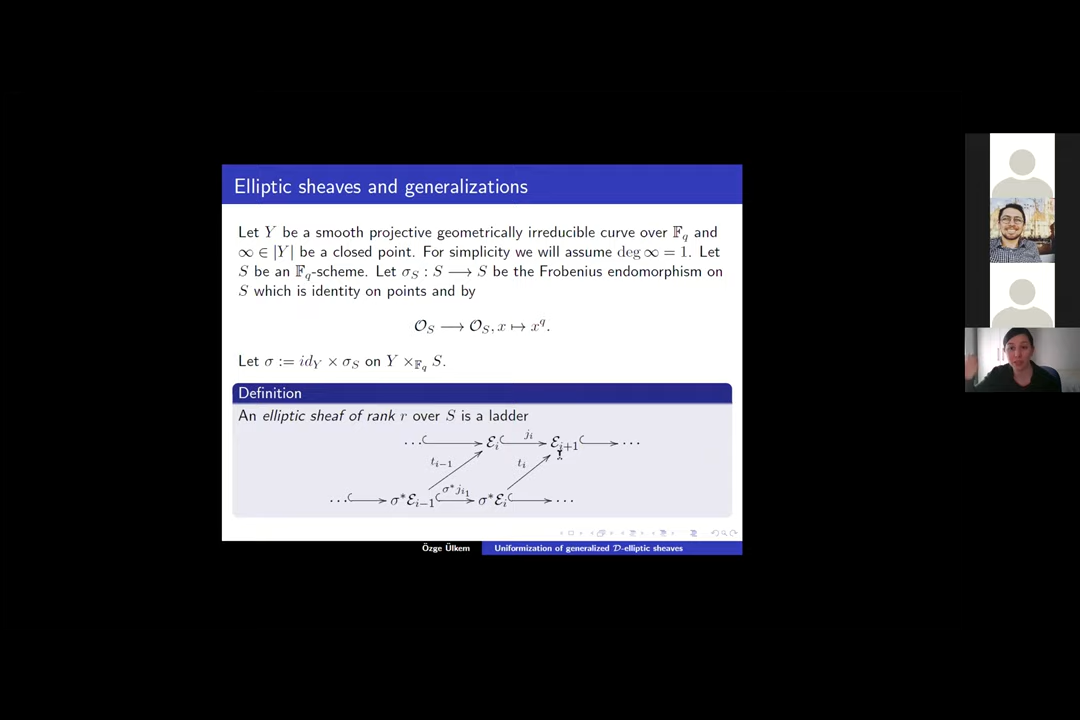 Elliptic sheaves and generalizations
Let Y be a smooth projective geometrically irreducible curve over 𝔽_q and
∞ ∈ |Y| be a closed point. For simplicity we will assume deg ∞ = 1. Let
S be an 𝔽_q-scheme. Let σ_S : S ⟶ S be the Frobenius endomorphism on
S which is identity on points and by
𝒪_S ⟶ 𝒪_S, x ↦ x^q.
Let σ := id_Y × σ_S on Y ×_{𝔽_q} S.
Definition
An elliptic sheaf of rank r over S is a ladder
⋯ ↪ ℰ_i ↪ j_i ℰ_{i+1} ↪ ⋯
t_{i−1} t_i
⋯ ↪ σ*ℰ_{i−1} ↪ σ*j_{i_1} σ*ℰ_i ↪ ⋯
Özge Ülkem Uniformization of generalized 𝒟-elliptic sheaves